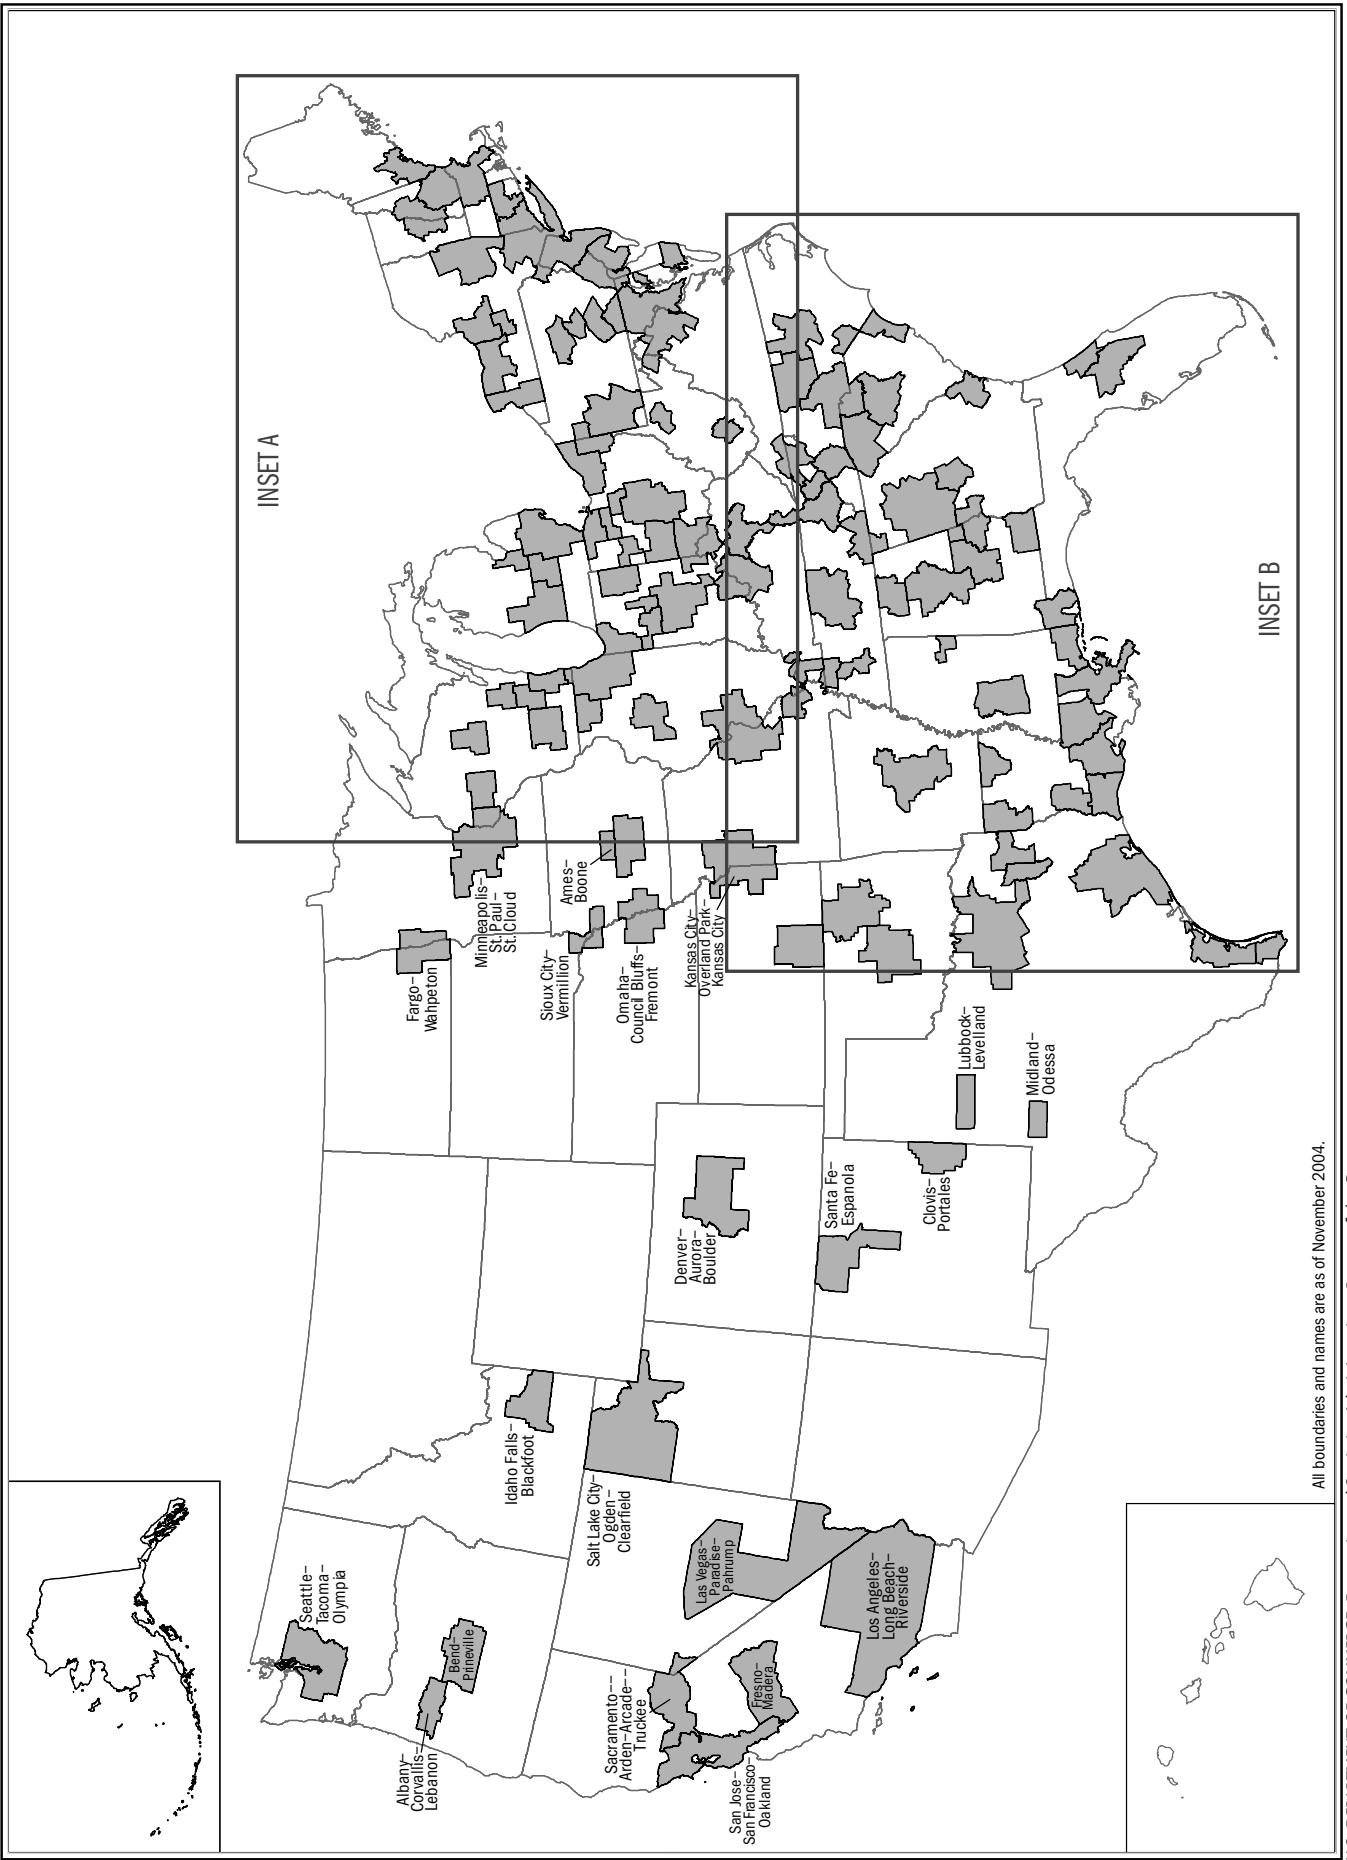 Seattle–
Tacoma–
Olympia
Albany–
Corvallis–
Lebanon
Bend–
Prineville
Idaho Falls–
Blackfoot
Salt Lake City–
Ogden–
Clearfield
Sacramento––
Arden–Arcade––
Truckee
San Jose–
San Francisco–
Oakland
Fresno–
Madera
Las Vegas–
Paradise–
Pahrump
Los Angeles–
Long Beach–
Riverside
Denver–
Aurora–
Boulder
Santa Fe–
Espanola
Clovis–
Portales
Lubbock–
Levelland
Midland–
Odessa
Fargo–
Wahpeton
Minneapolis–
St. Paul–
St. Cloud
Sioux City–
Vermillion
Ames–
Boone
Omaha–
Council Bluffs–
Fremont
Kansas City–
Overland Park–
Kansas City
INSET A
INSET B
All boundaries and names are as of November 2004.